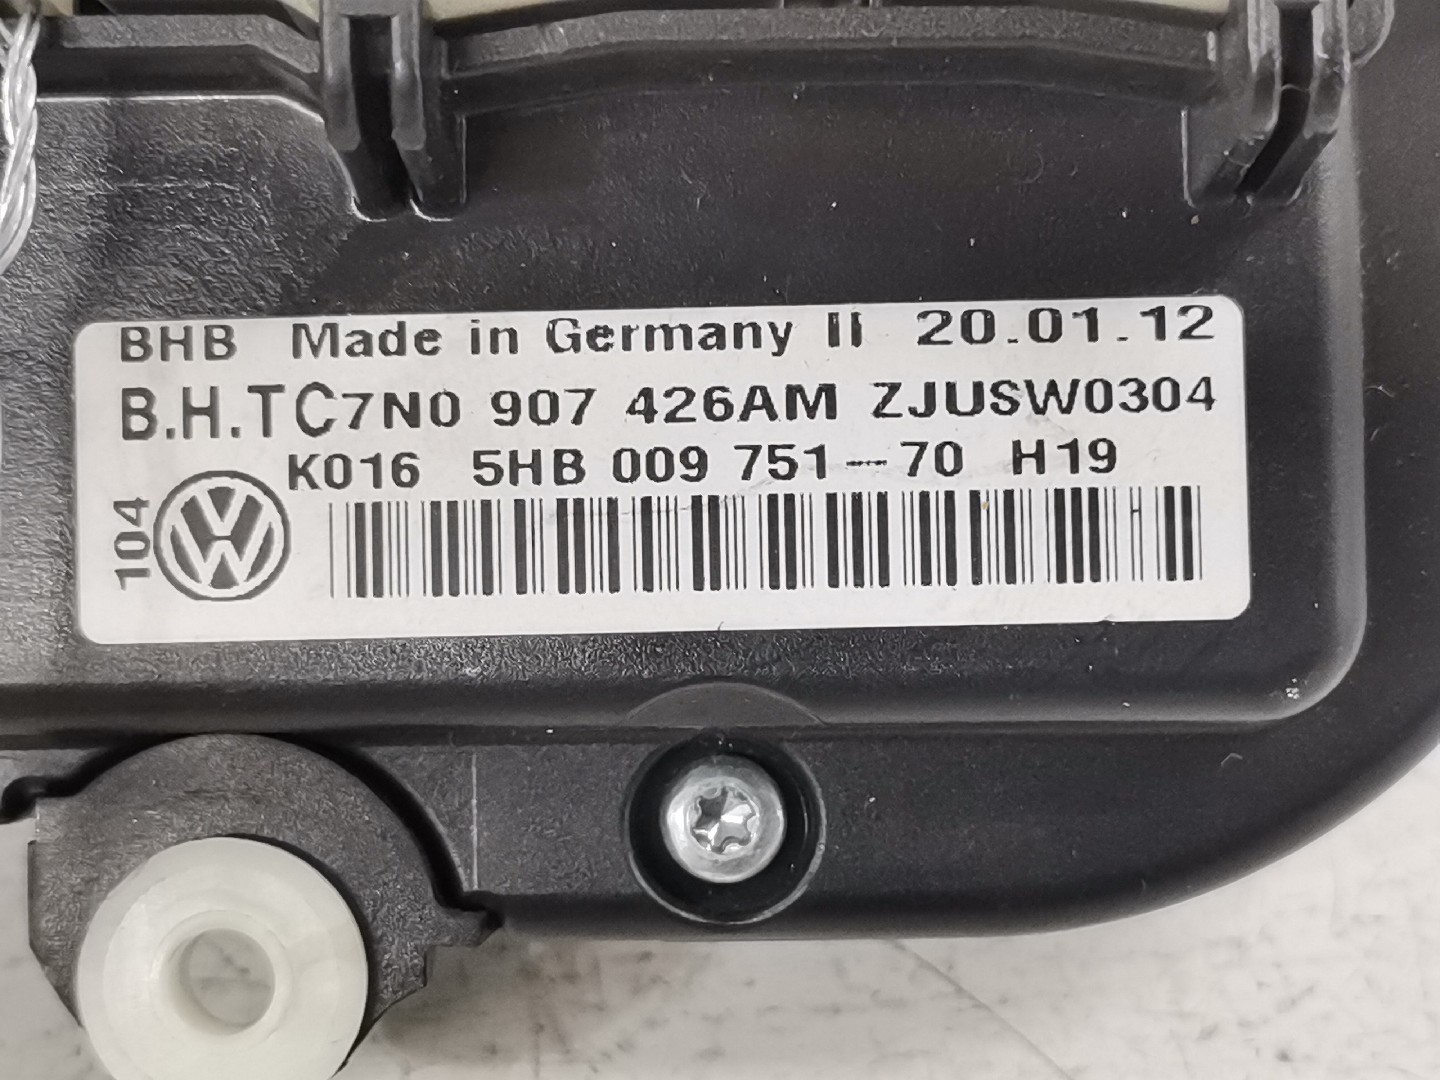 BHB Made in Germany II 20.01.12
B.H.TC7N0 907 426AM ZJUSW0304
K016 5HB 009 751--70 H19
104